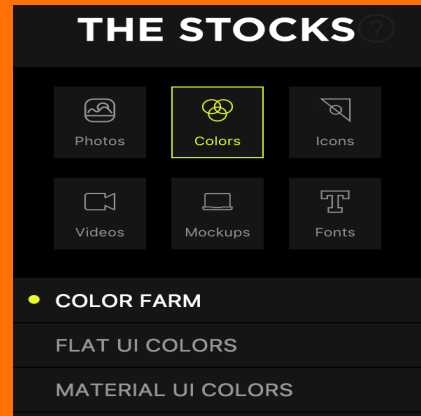 THE STOCKS ?
Photos Colors Icons
Videos Mockups Fonts
COLOR FARM
FLAT UI COLORS
MATERIAL UI COLORS